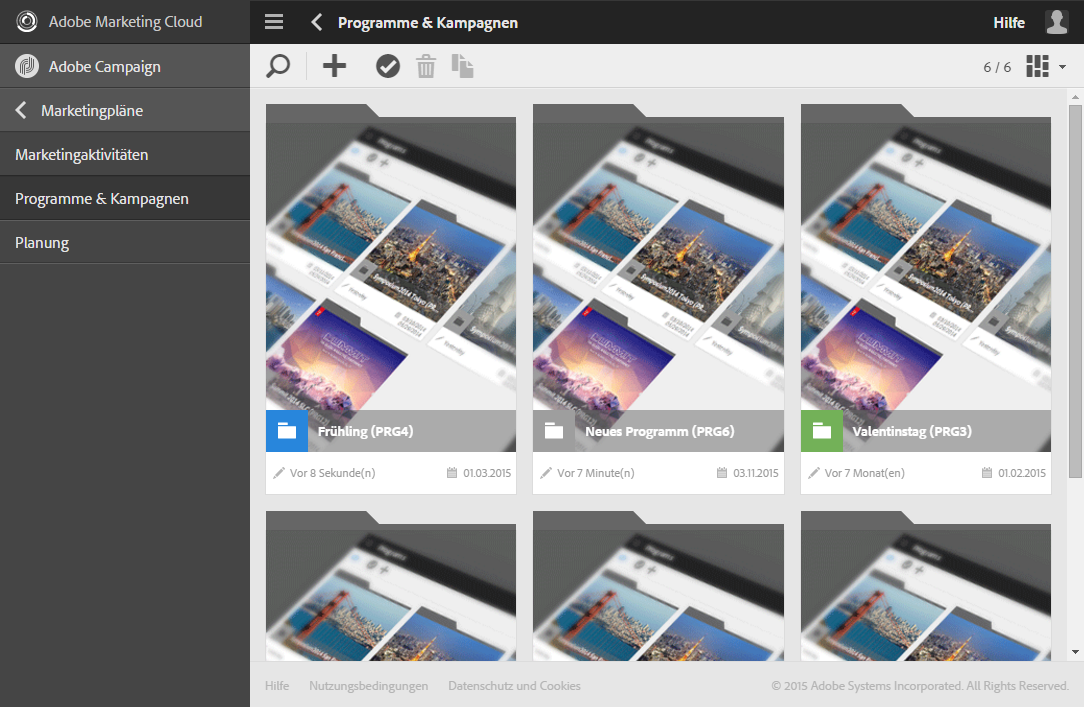 Adobe Marketing Cloud
Programme & Kampagnen
Hilfe
Adobe Campaign
6 / 6
Marketingpläne
Marketingaktivitäten
Programme & Kampagnen
Planung
Frühling (PRG4)
Neues Programm (PRG6)
Valentinstag (PRG3)
Vor 8 Sekunde(n)
01.03.2015
Vor 7 Minute(n)
03.11.2015
Vor 7 Monat(en)
01.02.2015
Hilfe
Nutzungsbedingungen
Datenschutz und Cookies
© 2015 Adobe Systems Incorporated. All Rights Reserved.